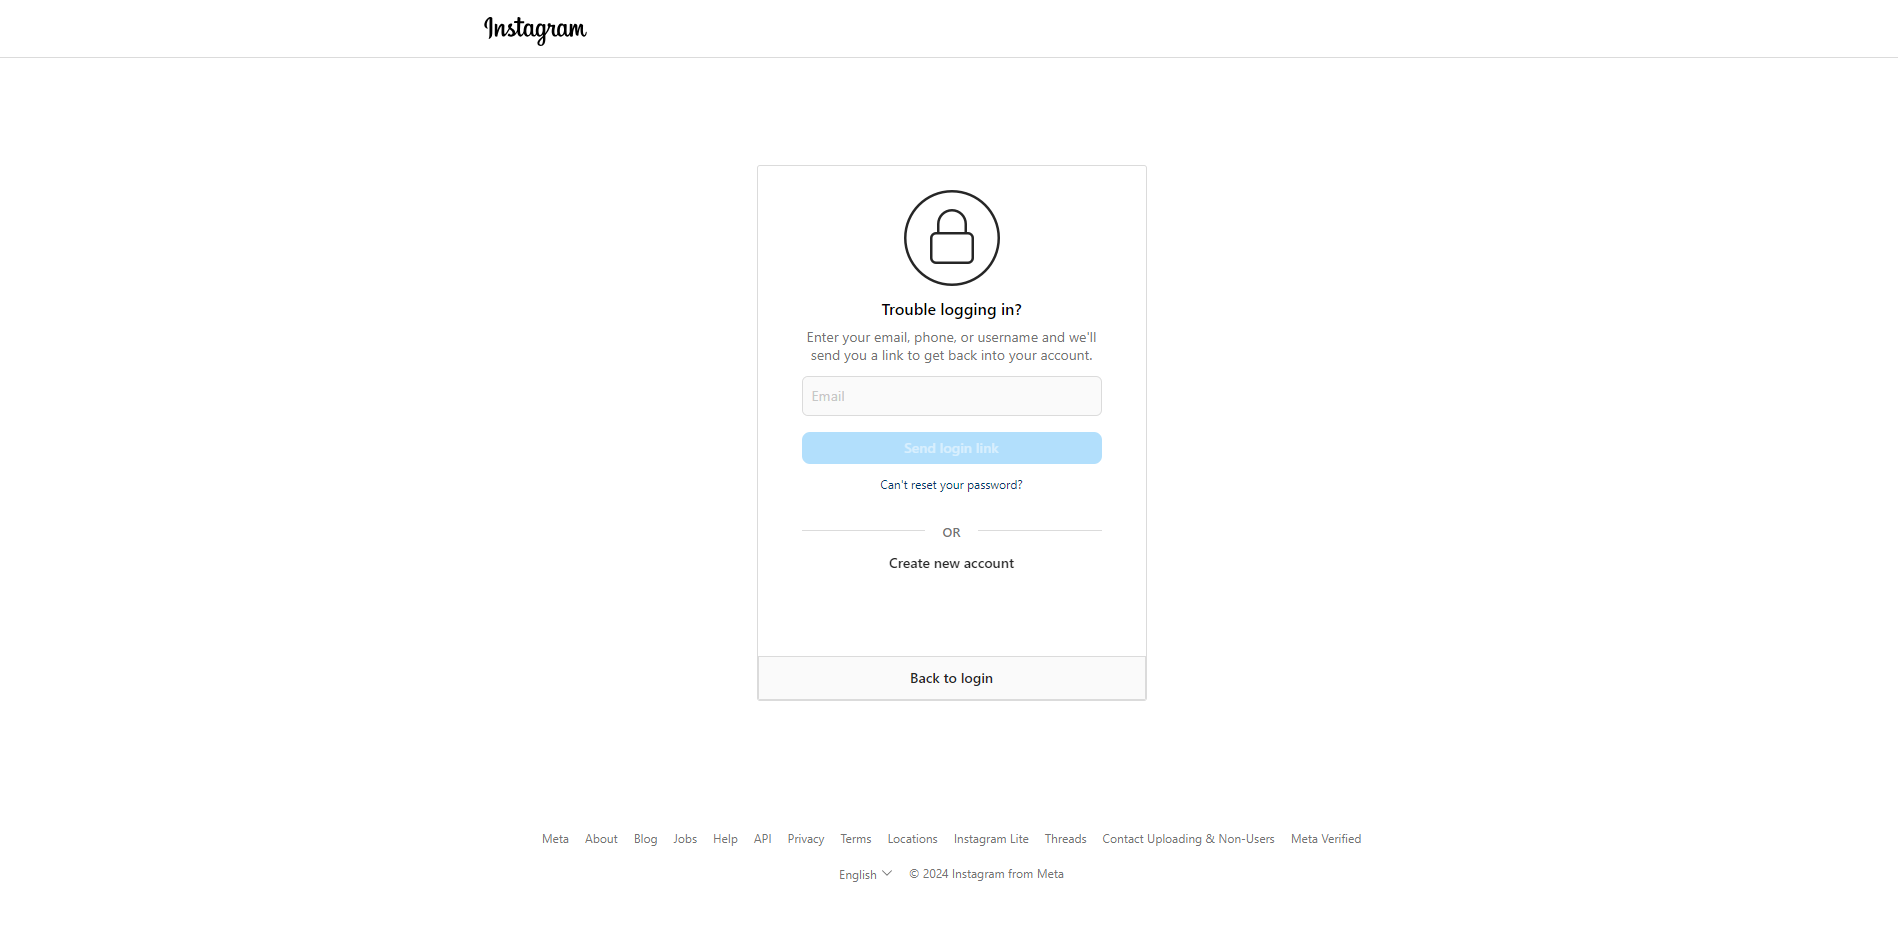 Instagram
Trouble logging in?
Enter your email, phone, or username and we'll
send you a link to get back into your account.
Email
Send login link
Can't reset your password?
OR
Create new account
Back to login
Meta About Blog Jobs Help API Privacy Terms Locations Instagram Lite Threads Contact Uploading & Non-Users Meta Verified
English © 2024 Instagram from Meta